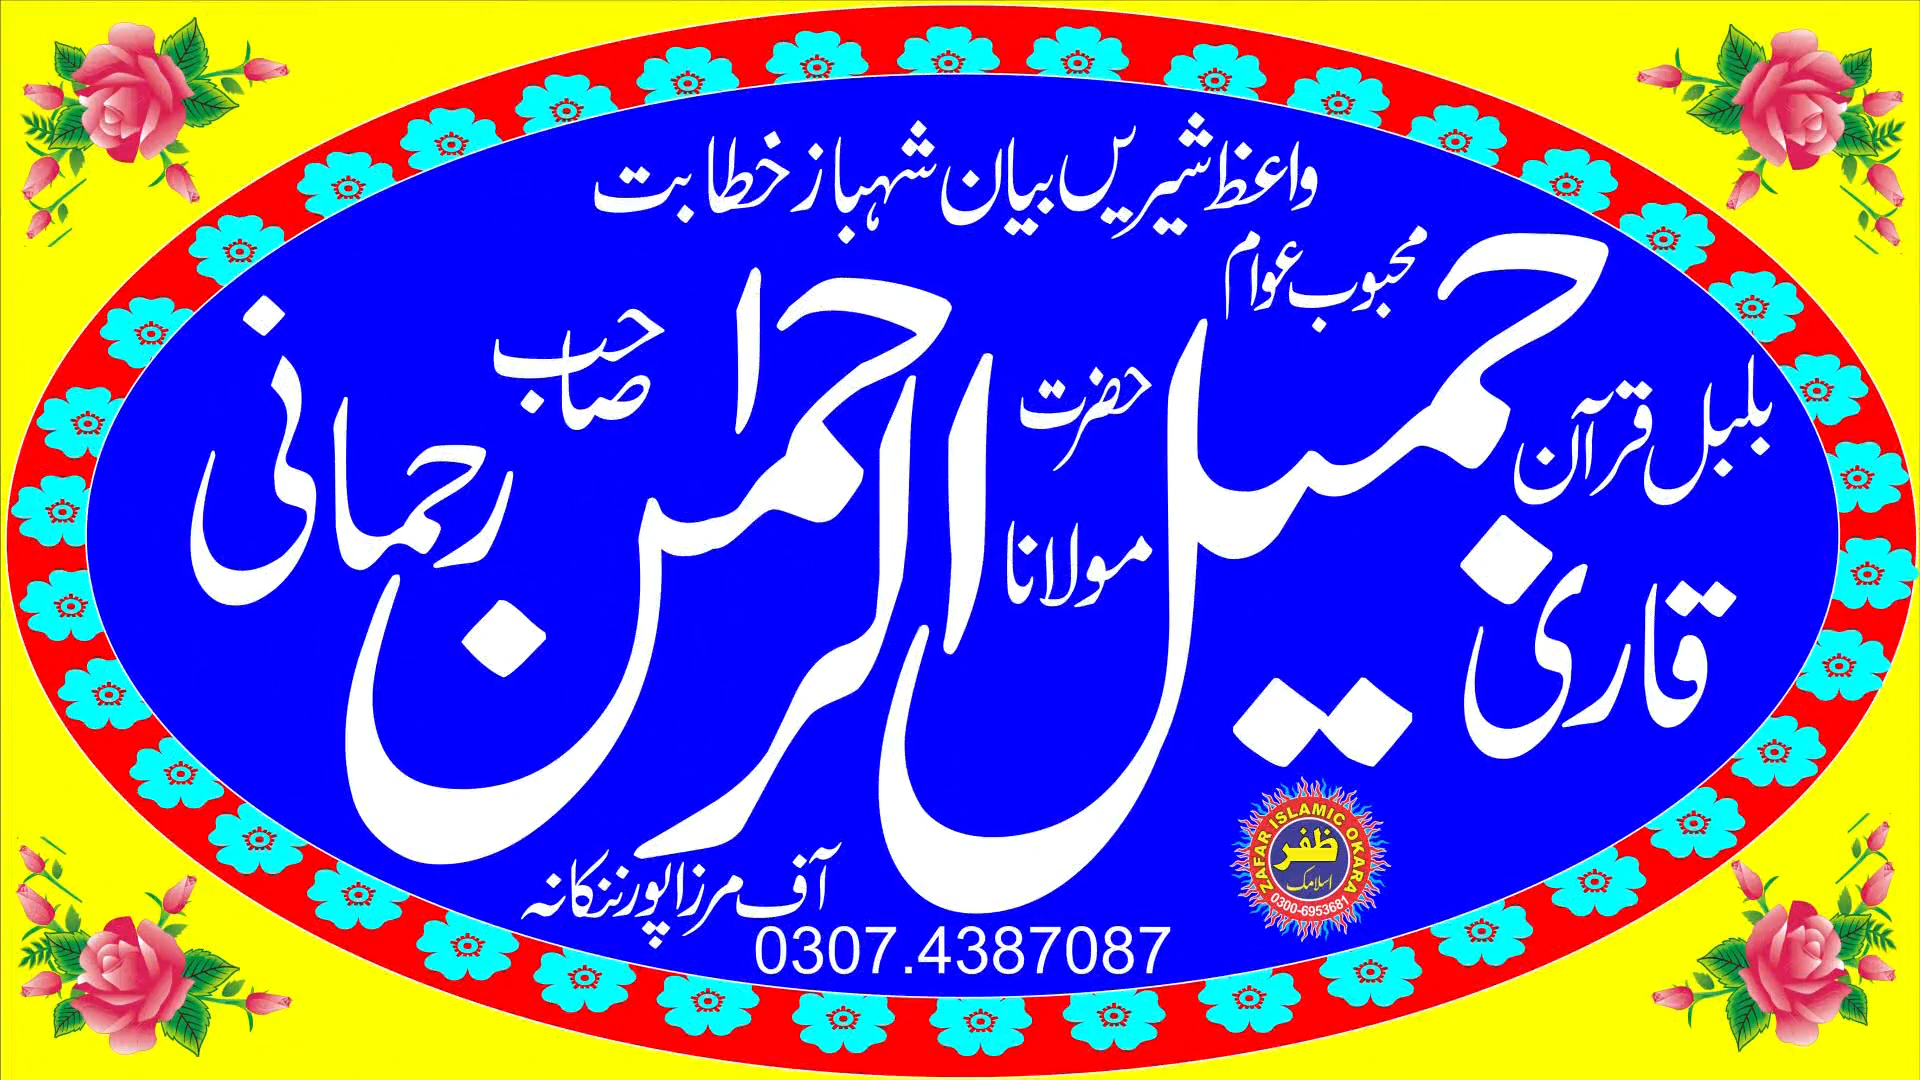 واعظ شیریں بیان شہباز خطابت
محبوب عوام
بلبل قرآن
حضرت
مولانا
قاری جمیل الرحمٰن رحمانی
صاحب
آف مرزا پور ننکانہ
0307.4387087
ZAFAR ISLAMIC OKARA
ظفر
اسلامک
0300-6953681